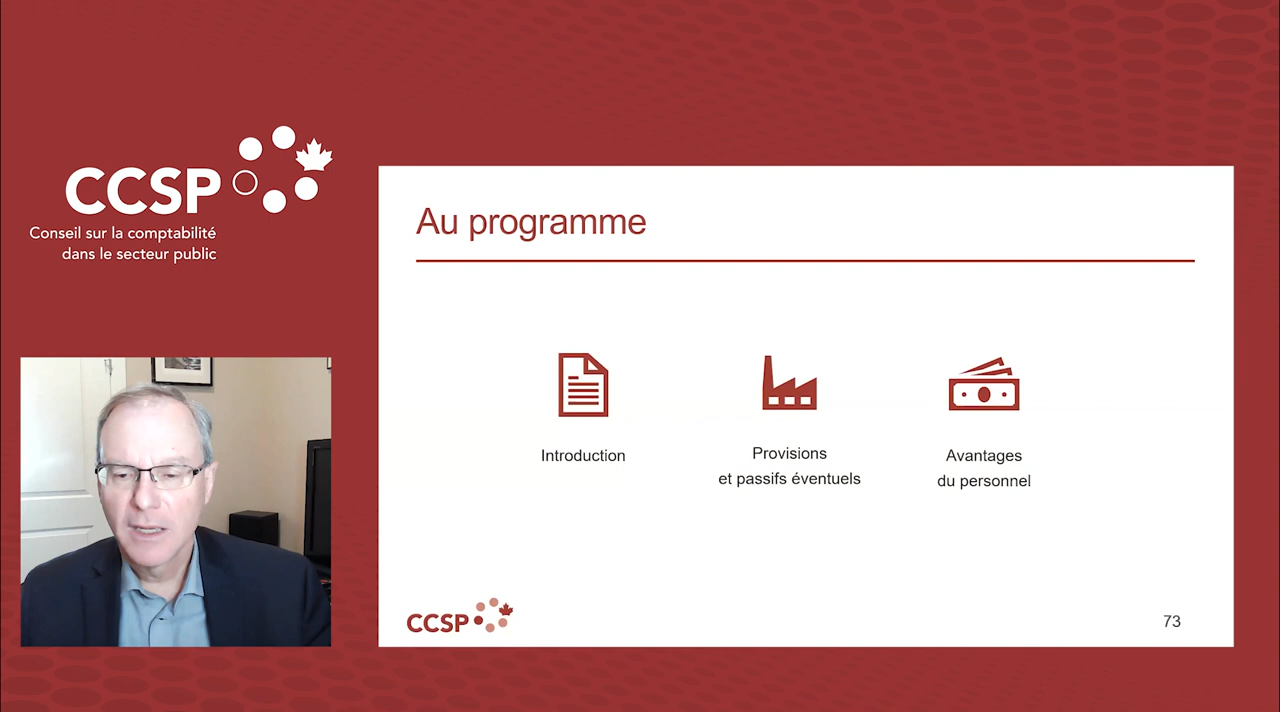 CCSP
Conseil sur la comptabilité
dans le secteur public
Au programme
Introduction
Provisions
et passifs éventuels
Avantages
du personnel
CCSP
73